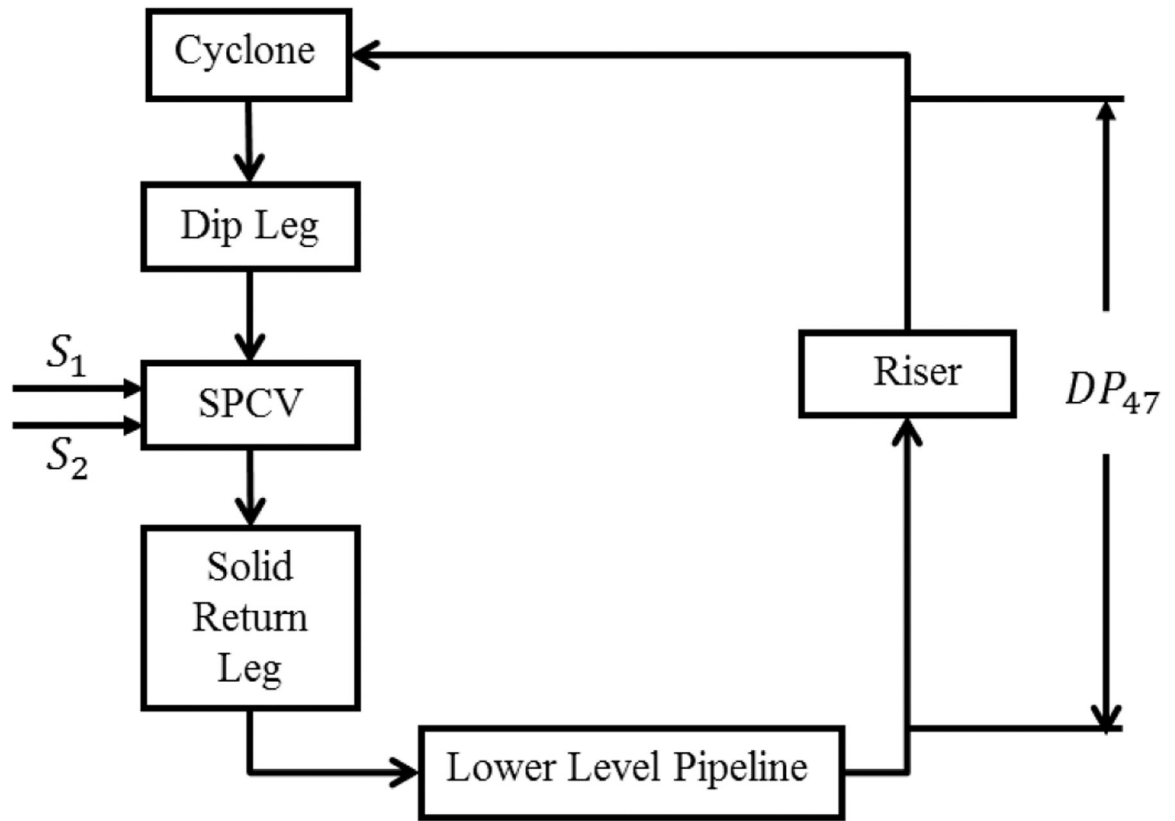 Cyclone
Dip Leg
S₁
SPCV
S₂
Riser
DP₄₇
Solid
Return
Leg
Lower Level Pipeline